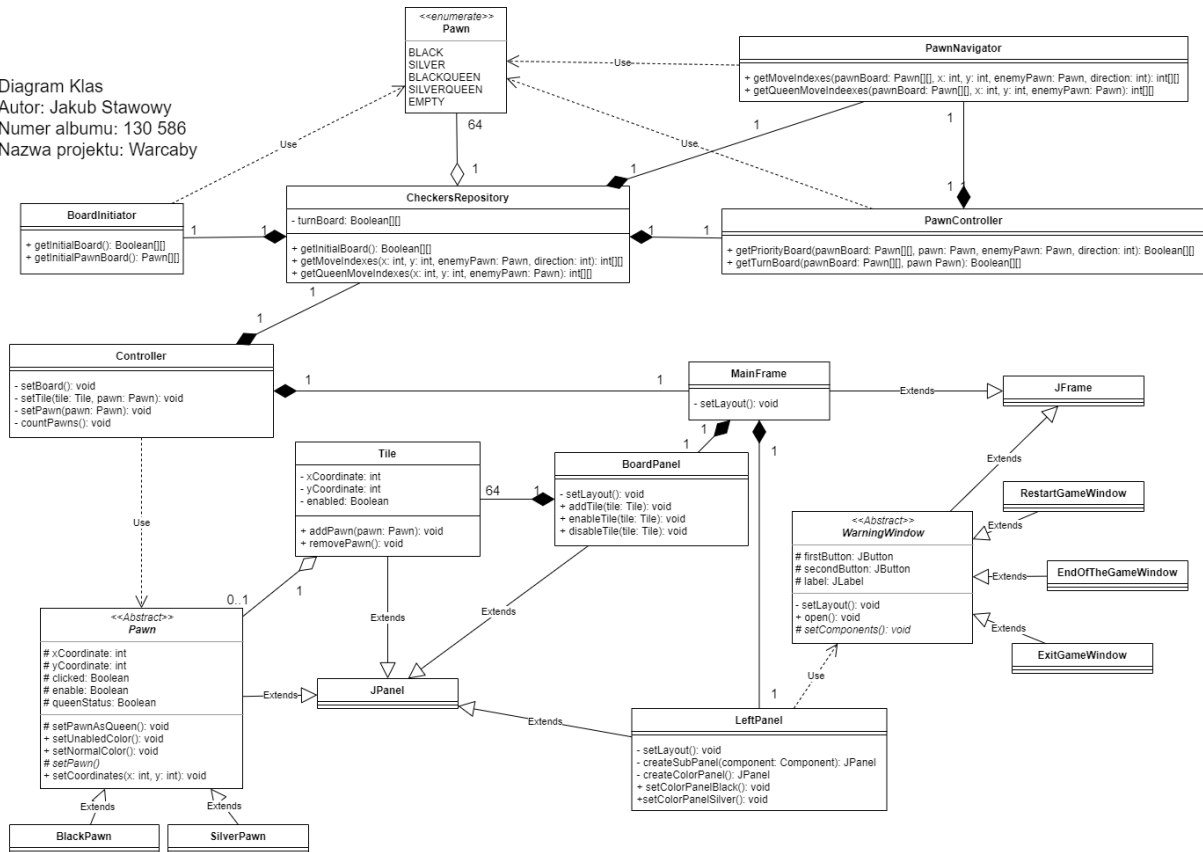 Diagram Klas
Autor: Jakub Stawowy
Numer albumu: 130 586
Nazwa projektu: Warcaby
<<enumerate>>
Pawn
BLACK
SILVER
BLACKQUEEN
SILVERQUEEN
EMPTY
64
1
Use
Use
Use
PawnNavigator
+ getMoveIndexes(pawnBoard: Pawn[][], x: int, y: int, enemyPawn: Pawn, direction: int): int[][]
+ getQueenMoveIndeexes(pawnBoard: Pawn[][], x: int, y: int, enemyPawn: Pawn): int[][]
1
1
1
1
BoardInitiator
+ getInitialBoard(): Boolean[][]
+ getInitialPawnBoard(): Pawn[][]
1
1
CheckersRepository
- turnBoard: Boolean[][]
+ getInitialBoard(): Boolean[][]
+ getMoveIndexes(x: int, y: int, enemyPawn: Pawn, direction: int): int[][]
+ getQueenMoveIndexes(x: int, y: int, enemyPawn: Pawn): int[][]
1
1
1
1
PawnController
+ getPriorityBoard(pawnBoard: Pawn[][], pawn: Pawn, enemyPawn: Pawn, direction: int): Boolean[][]
+ getTurnBoard(pawnBoard: Pawn[][], pawn Pawn): Boolean[][]
1
1
Controller
- setBoard(): void
- setTile(tile: Tile, pawn: Pawn): void
- setPawn(pawn: Pawn): void
- countPawns(): void
1
1
MainFrame
- setLayout(): void
Extends
JFrame
1
1
1
Use
Tile
- xCoordinate: int
- yCoordinate: int
- enabled: Boolean
+ addPawn(pawn: Pawn): void
+ removePawn(): void
64
1
BoardPanel
- setLayout(): void
+ addTile(tile: Tile): void
+ enableTile(tile: Tile): void
+ disableTile(tile: Tile): void
Extends
RestartGameWindow
Extends
<<Abstract>>
WarningWindow
# firstButton: JButton
# secondButton: JButton
# label: JLabel
- setLayout(): void
+ open(): void
# setComponents(): void
Extends
EndOfTheGameWindow
Extends
ExitGameWindow
0..1
1
<<Abstract>>
Pawn
# xCoordinate: int
# yCoordinate: int
# clicked: Boolean
# enable: Boolean
# queenStatus: Boolean
# setPawnAsQueen(): void
+ setUnabledColor(): void
+ setNormalColor(): void
# setPawn()
+ setCoordinates(x: int, y: int): void
Extends
Extends
Extends
JPanel
Extends
Use
1
LeftPanel
- setLayout(): void
- createSubPanel(component: Component): JPanel
- createColorPanel(): JPanel
+ setColorPanelBlack(): void
+setColorPanelSilver(): void
Extends
Extends
BlackPawn
SilverPawn